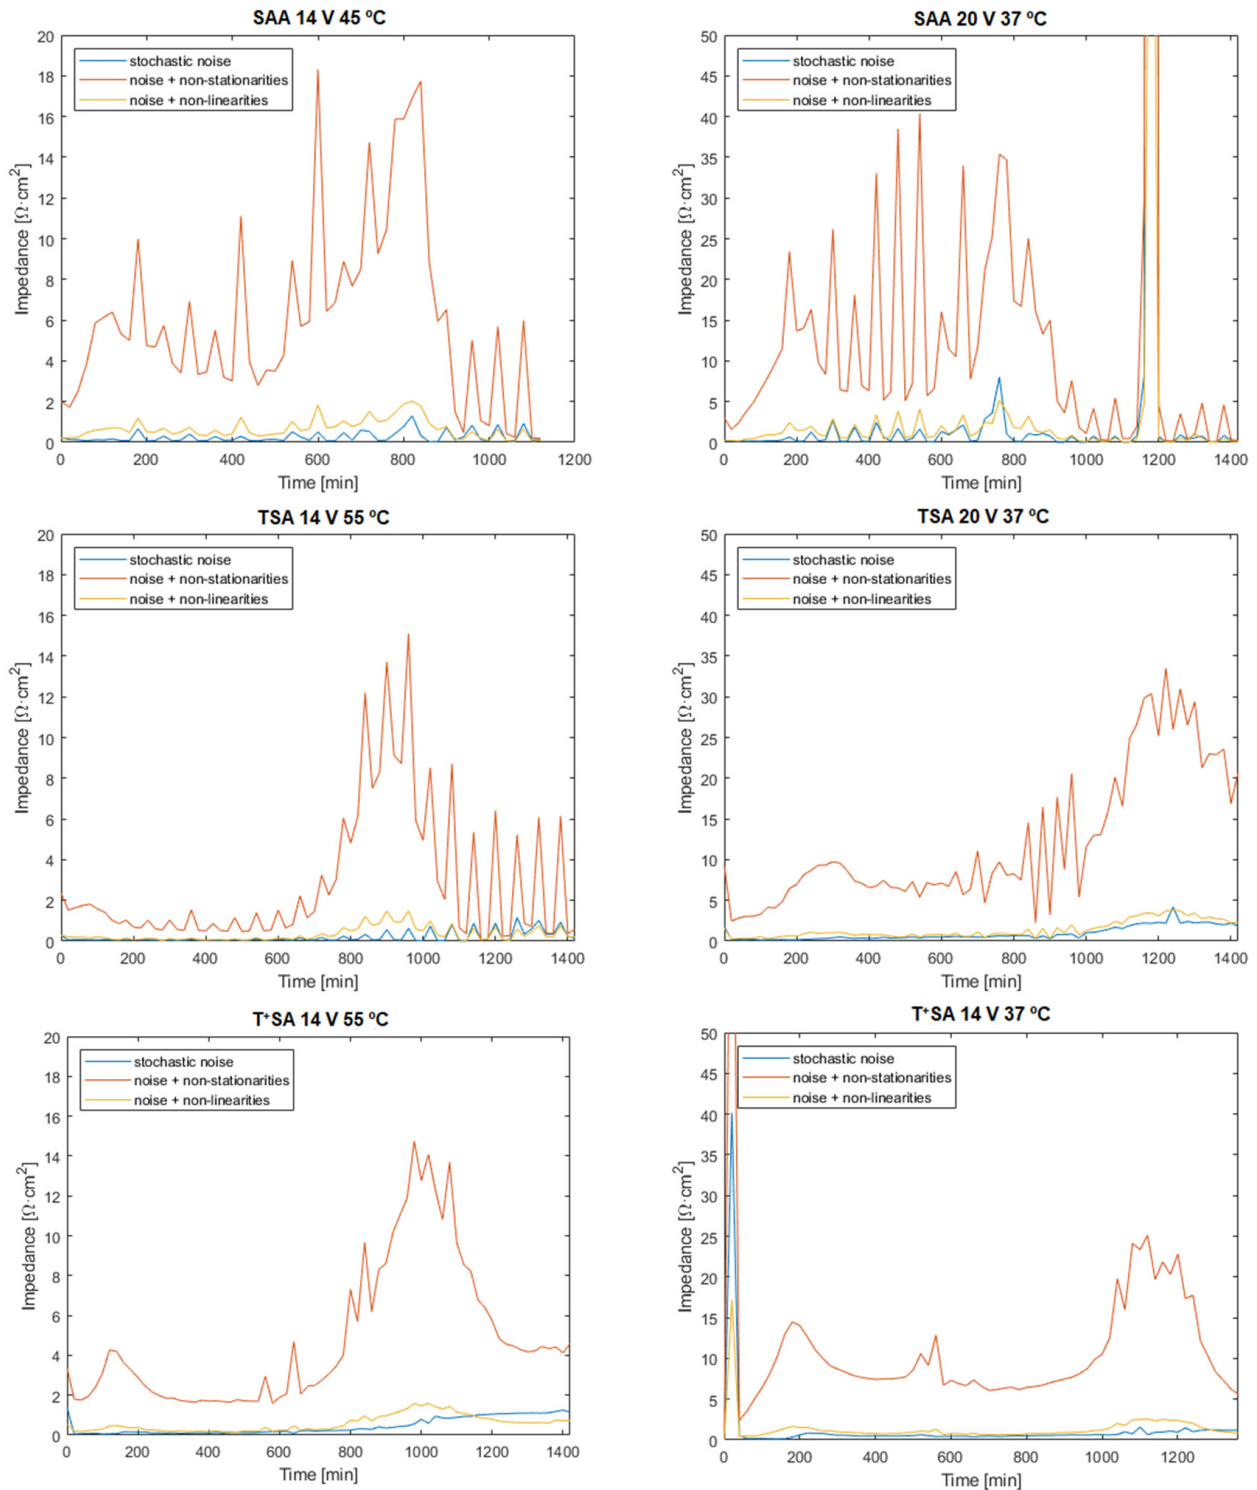 SAA 14 V 45 ºC
20
18
16
14
12
10
8
6
4
2
0
Impedance [Ω·cm²]
stochastic noise
noise + non-stationarities
noise + non-linearities
0 200 400 600 800 1000 1200
Time [min]
SAA 20 V 37 ºC
50
45
40
35
30
25
20
15
10
5
0
Impedance [Ω·cm²]
stochastic noise
noise + non-stationarities
noise + non-linearities
0 200 400 600 800 1000 1200 1400
Time [min]
TSA 14 V 55 ºC
20
18
16
14
12
10
8
6
4
2
0
Impedance [Ω·cm²]
stochastic noise
noise + non-stationarities
noise + non-linearities
0 200 400 600 800 1000 1200 1400
Time [min]
TSA 20 V 37 ºC
50
45
40
35
30
25
20
15
10
5
0
Impedance [Ω·cm²]
stochastic noise
noise + non-stationarities
noise + non-linearities
0 200 400 600 800 1000 1200 1400
Time [min]
T⁺SA 14 V 55 ºC
20
18
16
14
12
10
8
6
4
2
0
Impedance [Ω·cm²]
stochastic noise
noise + non-stationarities
noise + non-linearities
0 200 400 600 800 1000 1200 1400
Time [min]
T⁺SA 14 V 37 ºC
50
45
40
35
30
25
20
15
10
5
0
Impedance [Ω·cm²]
stochastic noise
noise + non-stationarities
noise + non-linearities
0 200 400 600 800 1000 1200
Time [min]